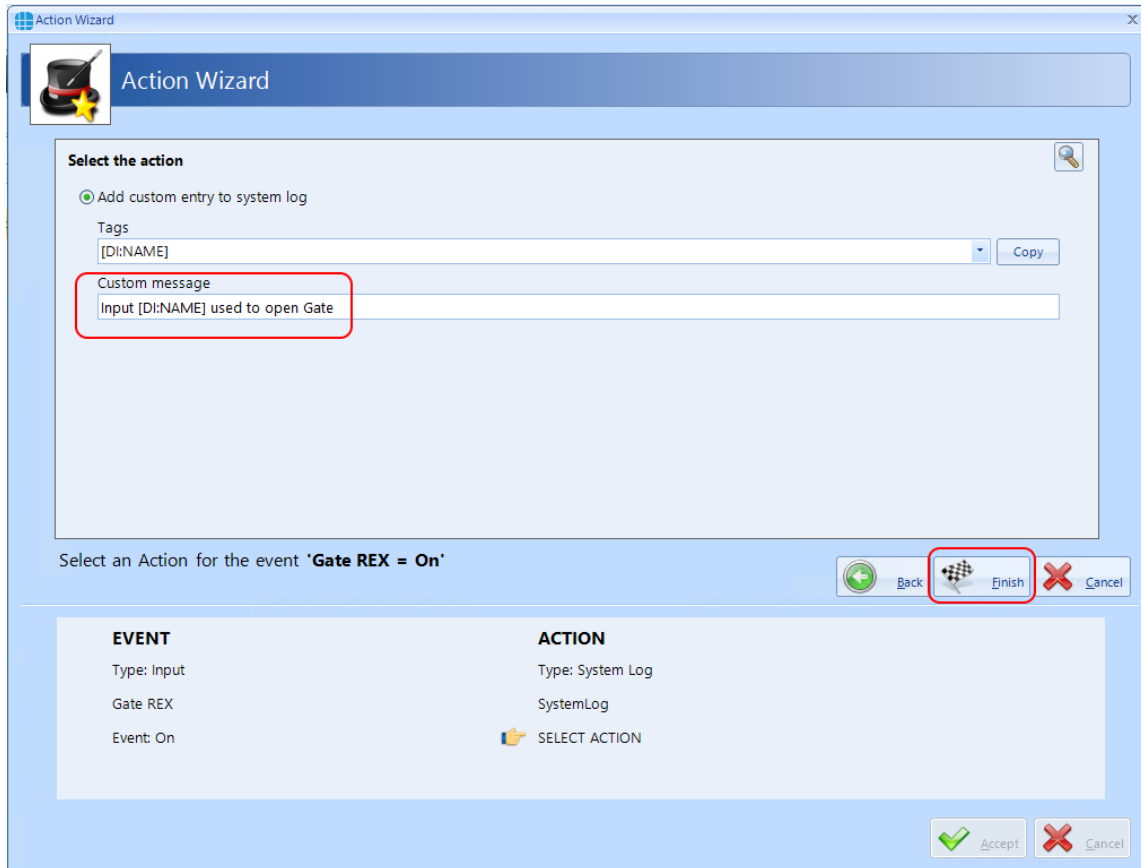 Action Wizard
x
Action Wizard
Select the action
Add custom entry to system log
Tags
[DI:NAME]
Copy
Custom message
Input [DI:NAME] used to open Gate
Select an Action for the event 'Gate REX = On'
Back
Finish
Cancel
EVENT
ACTION
Type: Input
Type: System Log
Gate REX
SystemLog
Event: On
SELECT ACTION
Accept
Cancel